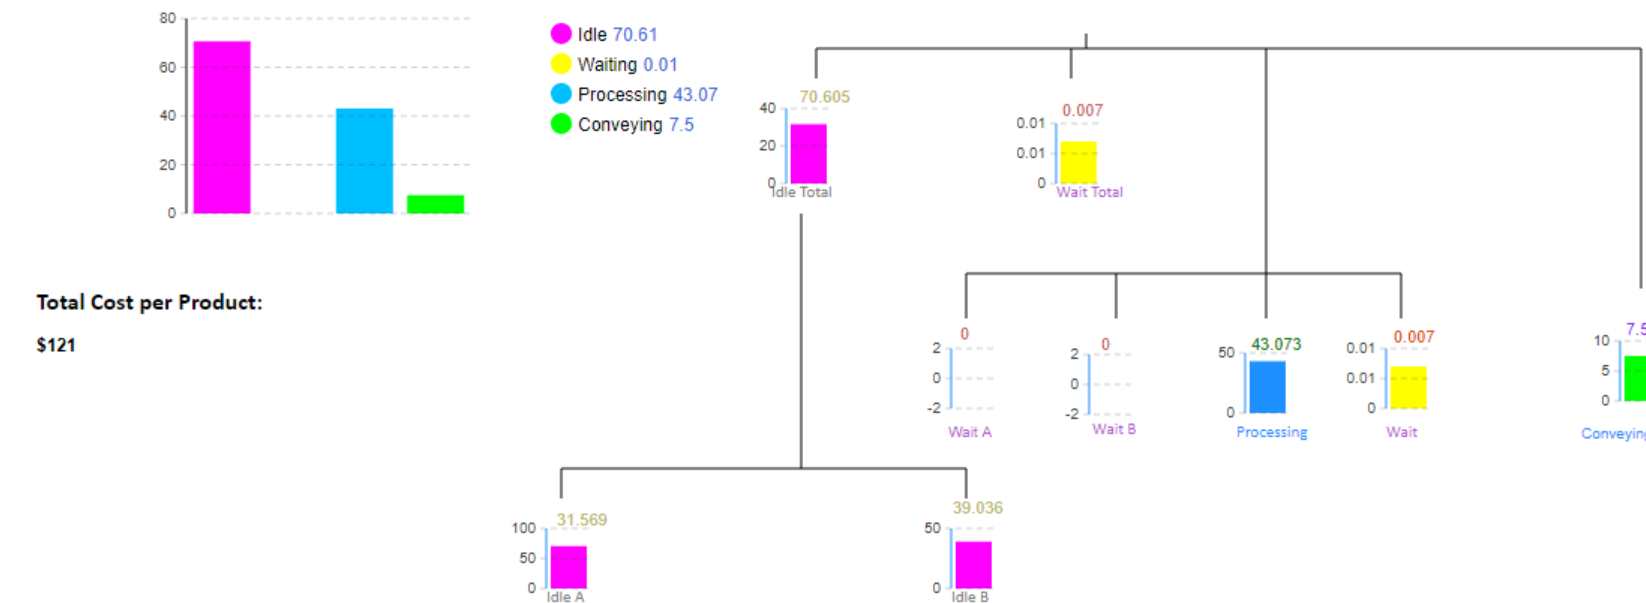 80
60
40
20
0
Idle 70.61
Waiting 0.01
Processing 43.07
Conveying 7.5
Total Cost per Product:
$121
70.605
40
20
0
Idle Total
0.007
0.01
0.01
0
Wait Total
0
2
0
-2
Wait A
0
2
0
-2
Wait B
43.073
50
0
Processing
0.007
0.01
0.01
0
Wait
7.5
10
5
0
Conveying
31.569
100
50
0
Idle A
39.036
50
0
Idle B